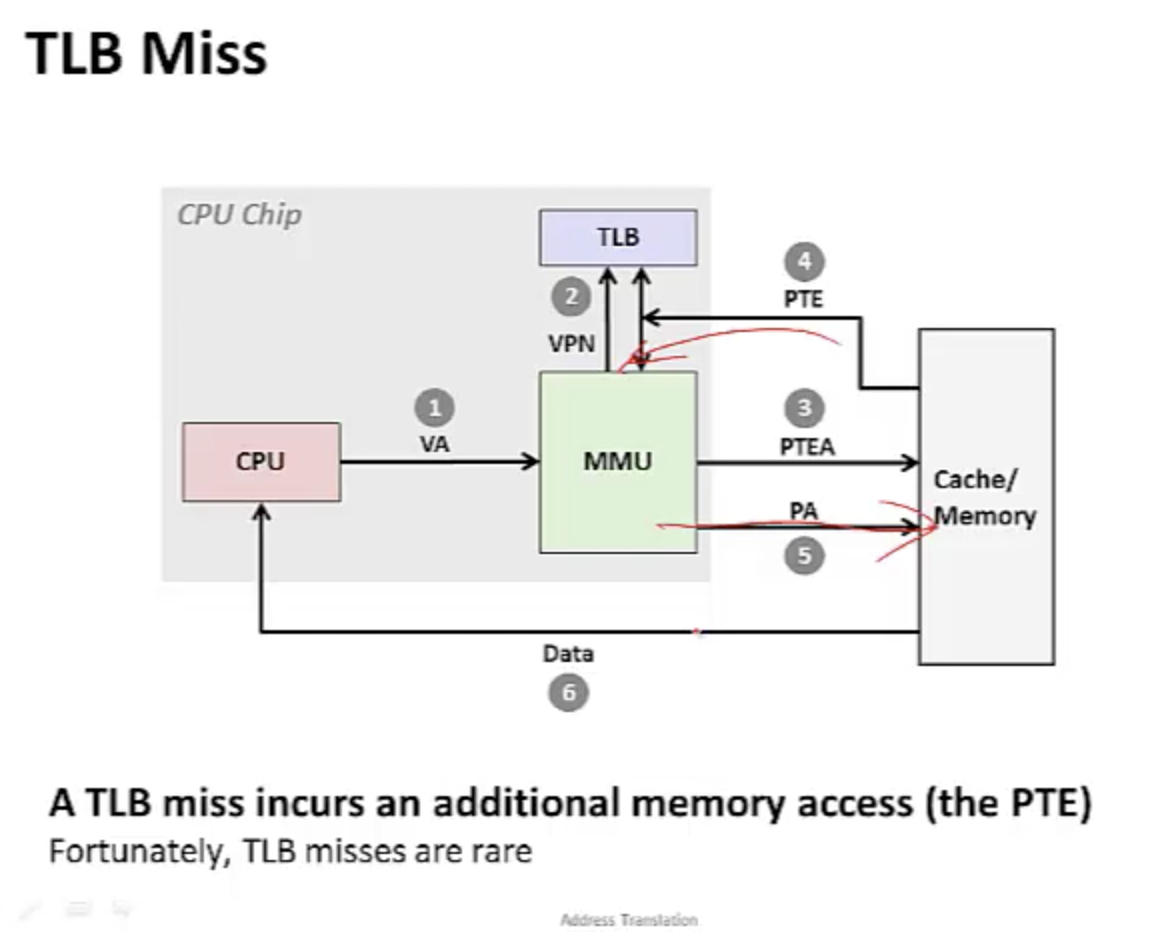 TLB Miss
CPU Chip
TLB
4
PTE
2
VPN
1
VA
3
PTEA
CPU
MMU
Cache/
Memory
PA
5
Data
6
A TLB miss incurs an additional memory access (the PTE)
Fortunately, TLB misses are rare
Address Translation